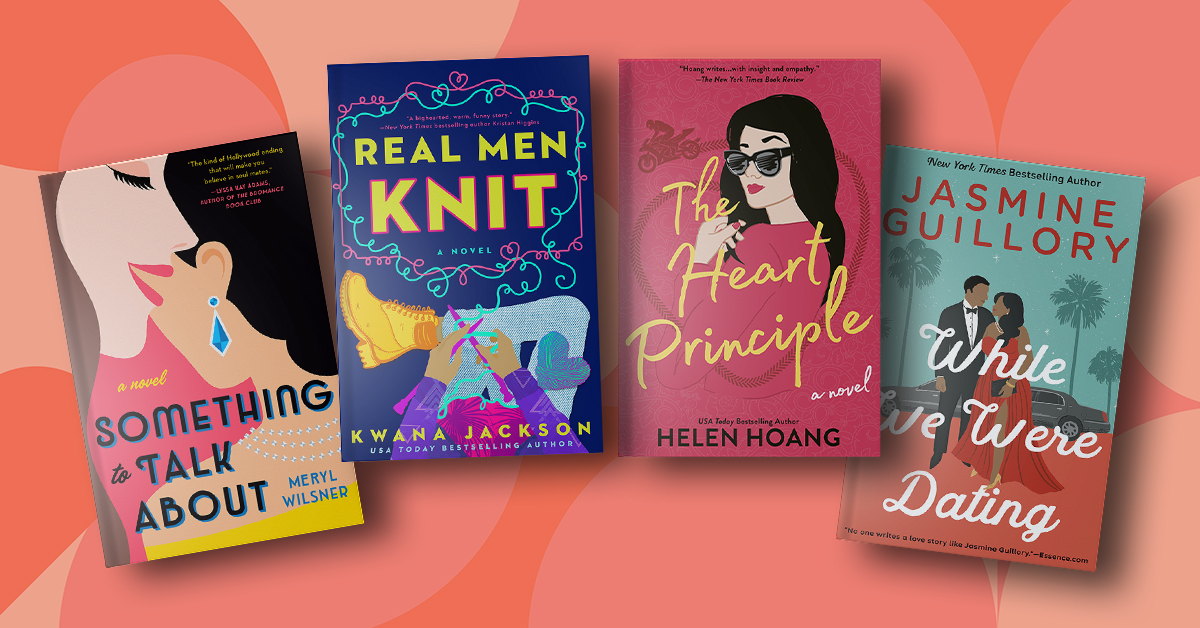 "The kind of Hollywood ending
that will make you
believe in soul mates."
—LYSSA KAY ADAMS,
AUTHOR OF THE BROMANCE
BOOK CLUB
a novel
SOMETHING
to TALK
ABOUT
MERYL
WILSNER
"A bighearted, warm, funny story."
—New York Times bestselling author Kristan Higgins
REAL MEN
KNIT
A NOVEL
KWANA JACKSON
USA TODAY BESTSELLING AUTHOR
"Hoang writes...with insight and empathy."
—The New York Times Book Review
The
Heart
Principle
a novel
USA Today Bestselling Author
HELEN HOANG
New York Times Bestselling Author
JASMINE
GUILLORY
While
We Were
Dating
"No one writes a love story like Jasmine Guillory."—Essence.com